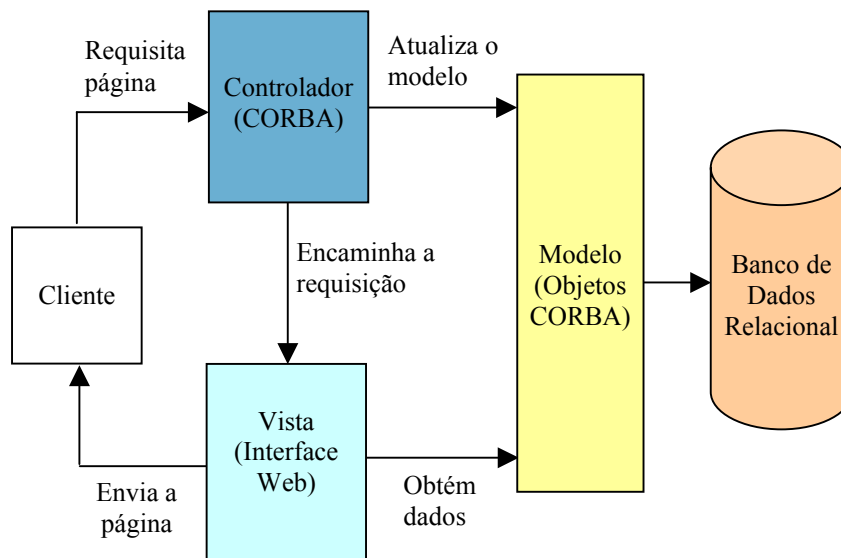 Requisita
página
Controlador
(CORBA)
Atualiza o
modelo
Cliente
Encaminha a
requisição
Modelo
(Objetos
CORBA)
Banco de
Dados
Relacional
Vista
(Interface
Web)
Envia a
página
Obtém
dados